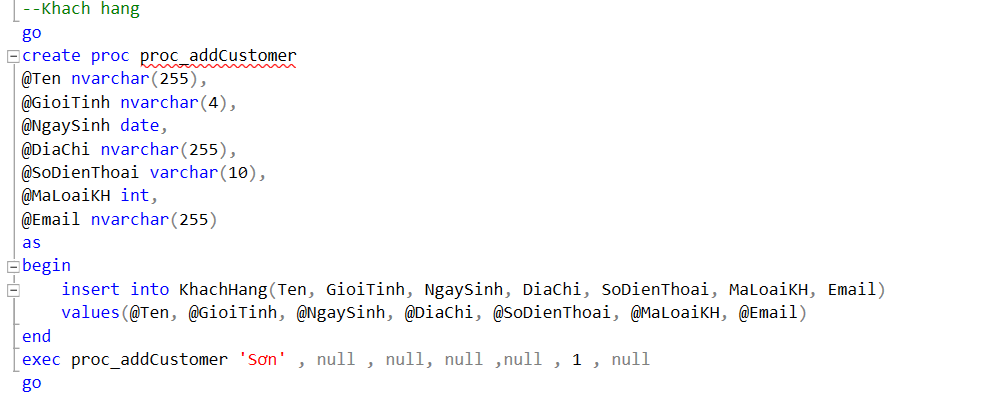 --Khach hang
go
create proc proc_addCustomer
@Ten nvarchar(255),
@GioiTinh nvarchar(4),
@NgaySinh date,
@DiaChi nvarchar(255),
@SoDienThoai varchar(10),
@MaLoaiKH int,
@Email nvarchar(255)
as
begin
insert into KhachHang(Ten, GioiTinh, NgaySinh, DiaChi, SoDienThoai, MaLoaiKH, Email)
values(@Ten, @GioiTinh, @NgaySinh, @DiaChi, @SoDienThoai, @MaLoaiKH, @Email)
end
exec proc_addCustomer 'Sơn' , null , null, null ,null , 1 , null
go